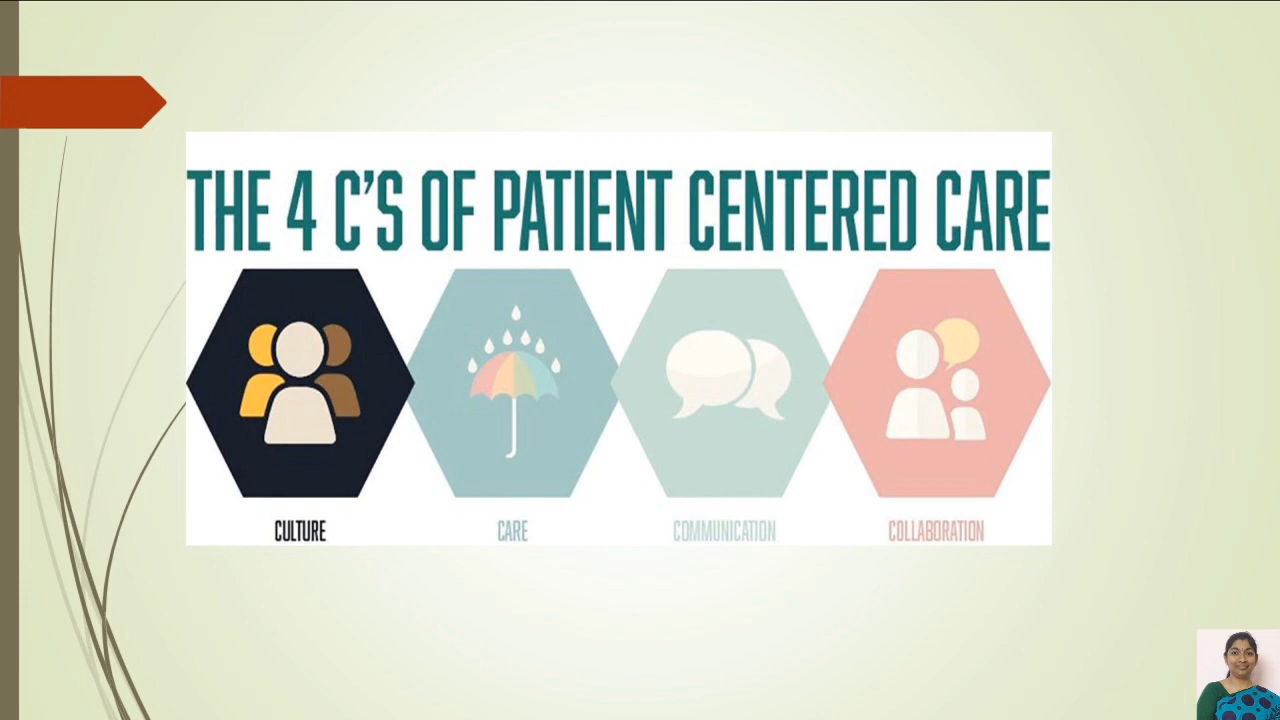 THE 4 C'S OF PATIENT CENTERED CARE
CULTURE
CARE
COMMUNICATION
COLLABORATION